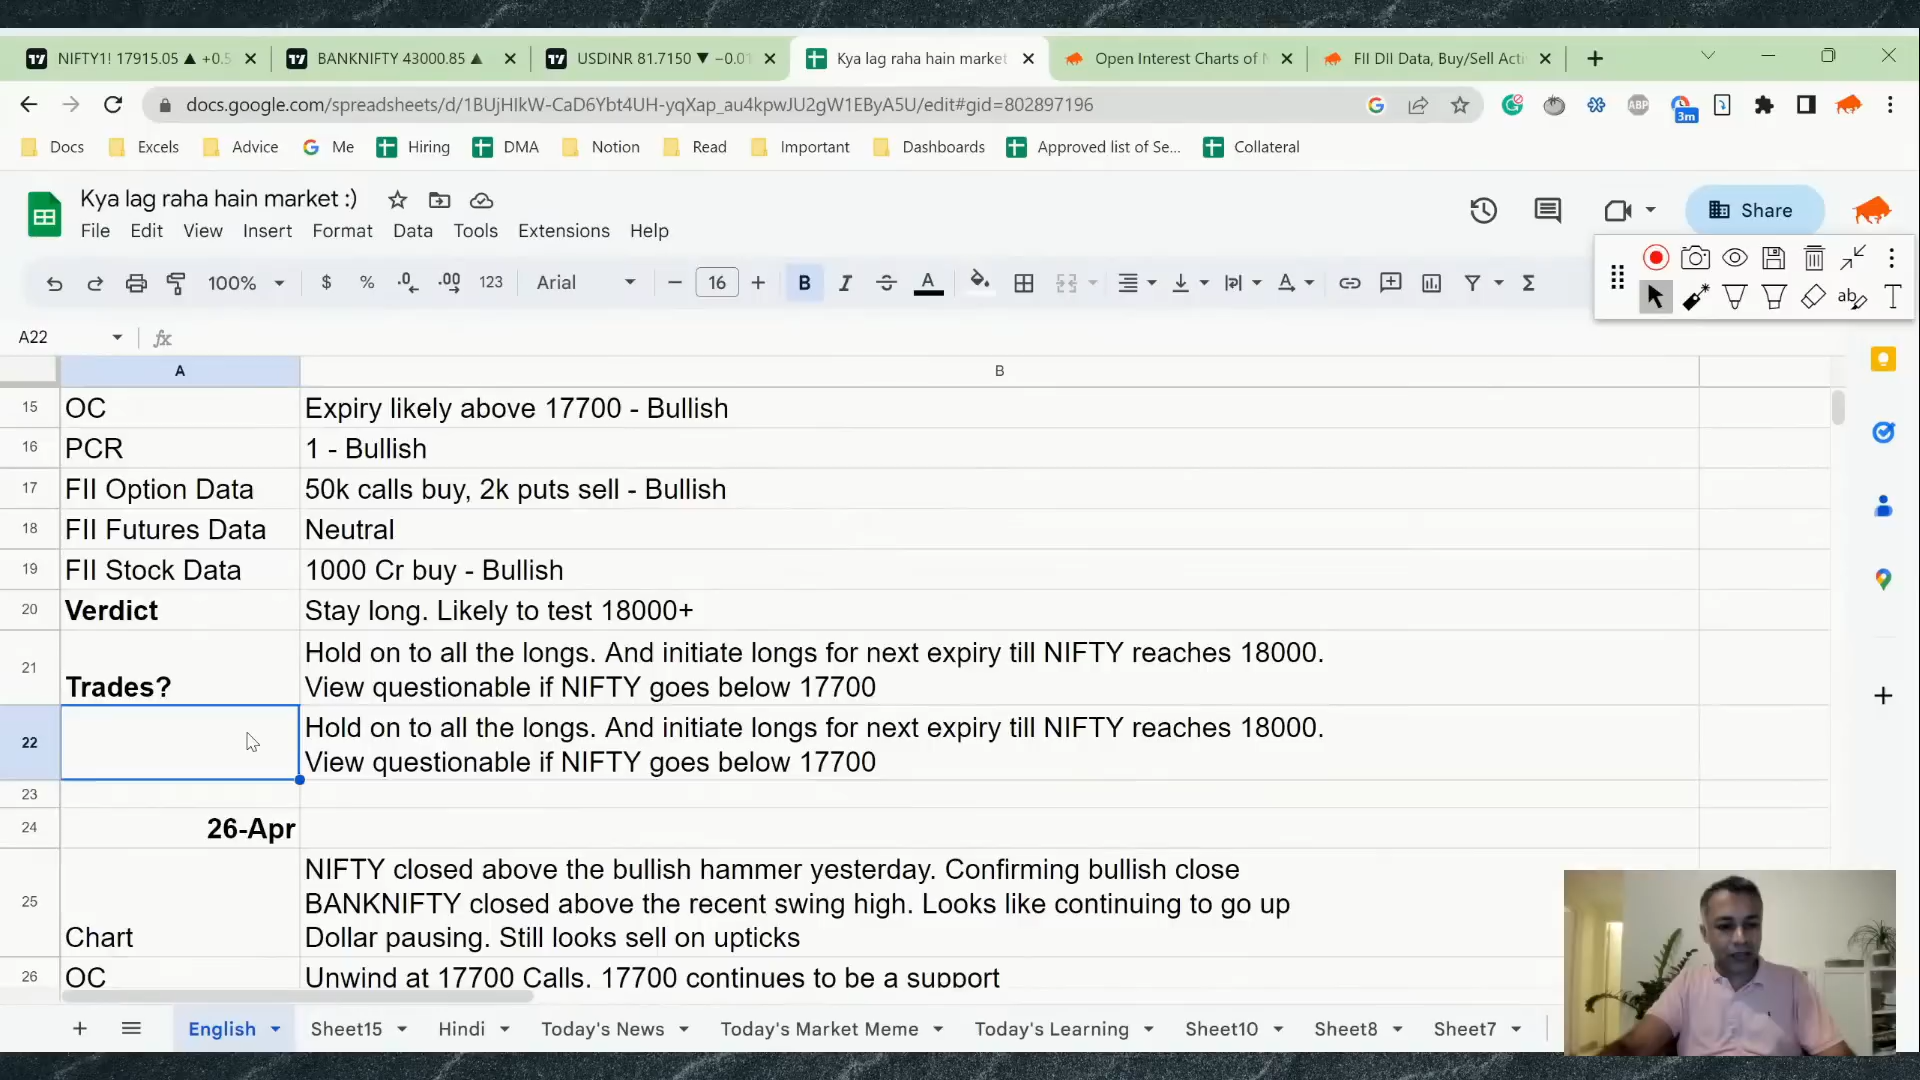 NIFTY1! 17915.05 ▲ +0.5
BANKNIFTY 43000.85 ▲
USDINR 81.7150 ▼ −0.01
Kya lag raha hain market
Open Interest Charts of N
FII DII Data, Buy/Sell Acti
docs.google.com/spreadsheets/d/1BUjHIkW-CaD6Ybt4UH-yqXap_au4kpwJU2gW1EByA5U/edit#gid=802897196
ABP
3m
Docs
Excels
Advice
Me
Hiring
DMA
Notion
Read
Important
Dashboards
Approved list of Se...
Collateral
Kya lag raha hain market :)
Share
File Edit View Insert Format Data Tools Extensions Help
100% $ % .0 .00 123 Arial − 16 + B I A Σ
A22
fx
A B
15 OC Expiry likely above 17700 - Bullish
16 PCR 1 - Bullish
17 FII Option Data 50k calls buy, 2k puts sell - Bullish
18 FII Futures Data Neutral
19 FII Stock Data 1000 Cr buy - Bullish
20 Verdict Stay long. Likely to test 18000+
Hold on to all the longs. And initiate longs for next expiry till NIFTY reaches 18000.
21 Trades? View questionable if NIFTY goes below 17700
Hold on to all the longs. And initiate longs for next expiry till NIFTY reaches 18000.
22 View questionable if NIFTY goes below 17700
23
24 26-Apr
NIFTY closed above the bullish hammer yesterday. Confirming bullish close
25 BANKNIFTY closed above the recent swing high. Looks like continuing to go up
Chart Dollar pausing. Still looks sell on upticks
26 OC Unwind at 17700 Calls. 17700 continues to be a support
English Sheet15 Hindi Today's News Today's Market Meme Today's Learning Sheet10 Sheet8 Sheet7